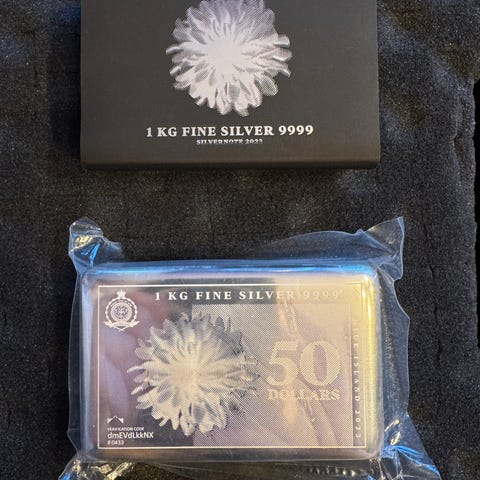 1 KG FINE SILVER 9999
SILVERNOTE 2023
1 KG FINE SILVER 9999
50
DOLLARS
ISLAND 2023
VERIFICATION CODE
dmEVdLkkNX
#0433